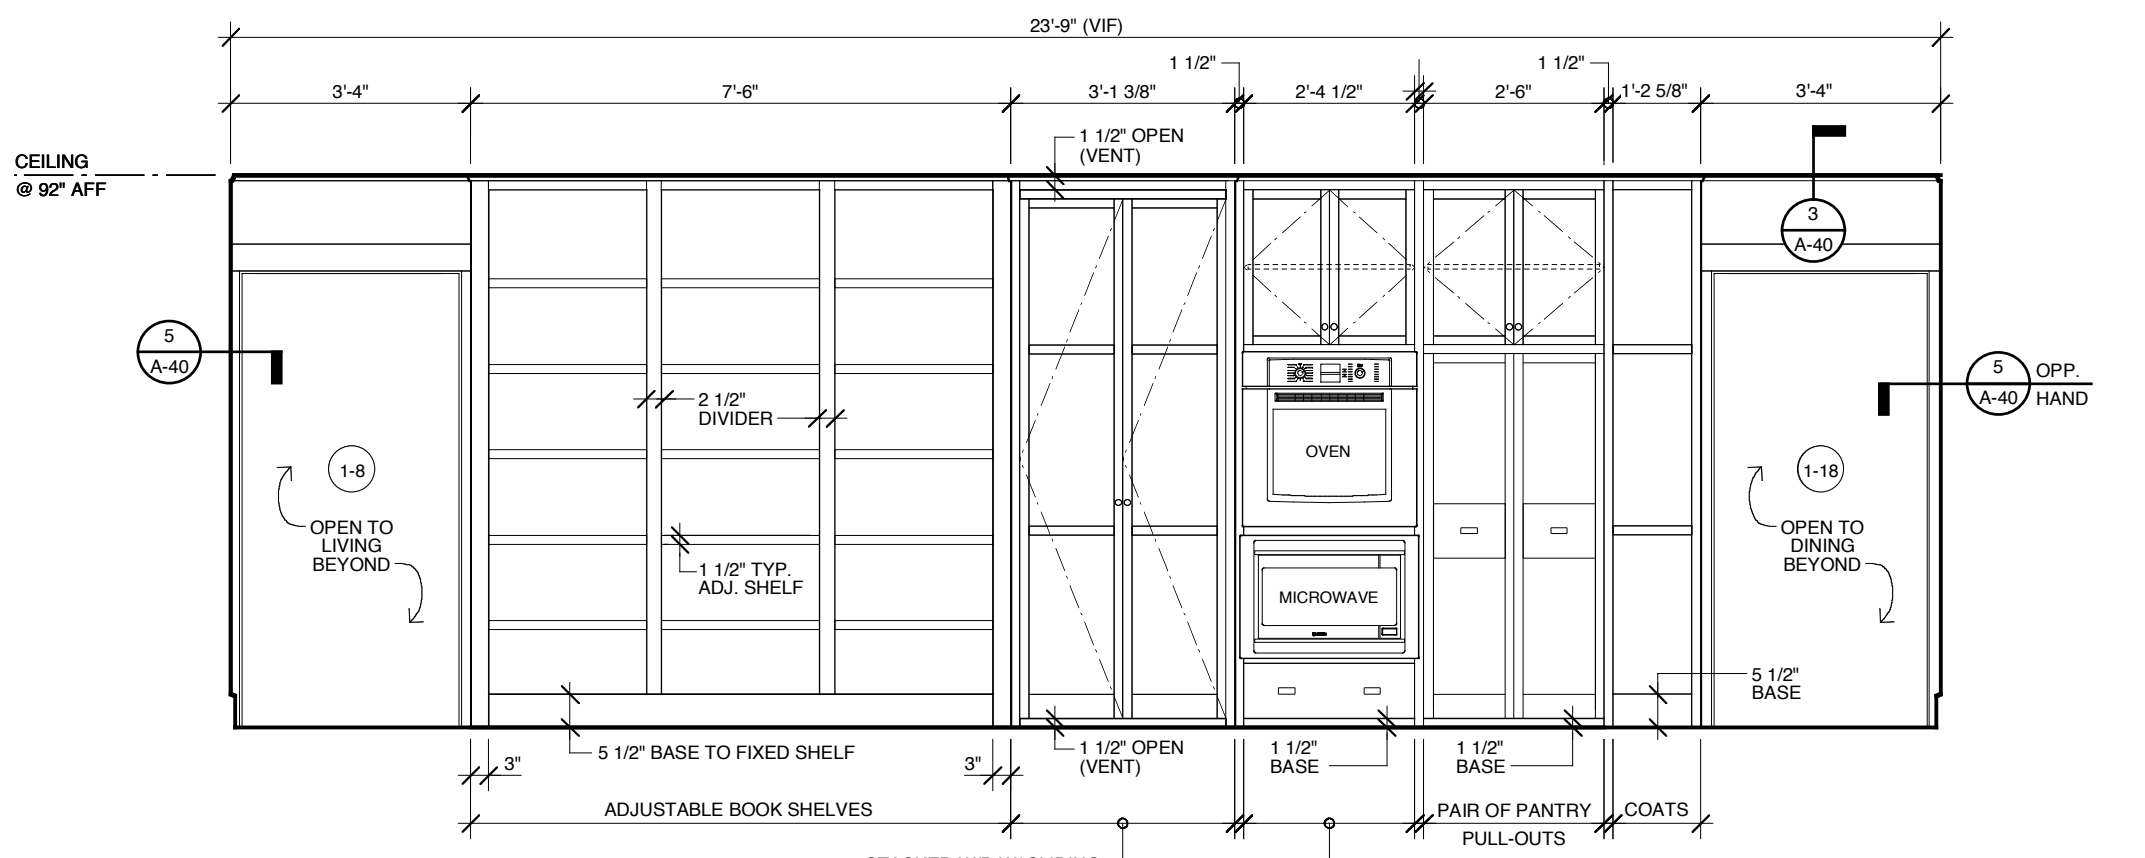 23'-9" (VIF)
1 1/2"
1 1/2"
3'-4"
7'-6"
3'-1 3/8"
2'-4 1/2"
2'-6"
1'-2 5/8"
3'-4"
1 1/2" OPEN
(VENT)
CEILING
@ 92" AFF
3
A-40
5
A-40
5
A-40
OPP.
HAND
2 1/2"
DIVIDER
OVEN
1-8
1-18
OPEN TO
LIVING
BEYOND
OPEN TO
DINING
BEYOND
1 1/2" TYP.
ADJ. SHELF
MICROWAVE
5 1/2"
BASE
5 1/2" BASE TO FIXED SHELF
1 1/2" OPEN
(VENT)
1 1/2"
BASE
1 1/2"
BASE
3"
3"
ADJUSTABLE BOOK SHELVES
PAIR OF PANTRY
PULL-OUTS
COATS